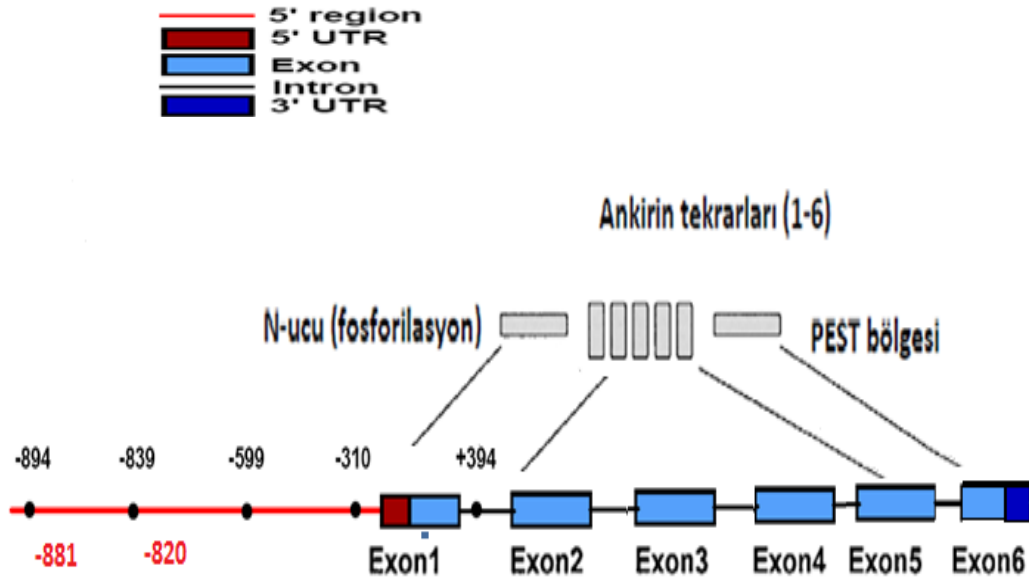 5' region
5' UTR
Exon
Intron
3' UTR
Ankirin tekrarları (1-6)
N-ucu (fosforilasyon)
PEST bölgesi
-894 -839 -599 -310 +394
-881 -820
Exon1 Exon2 Exon3 Exon4 Exon5 Exon6